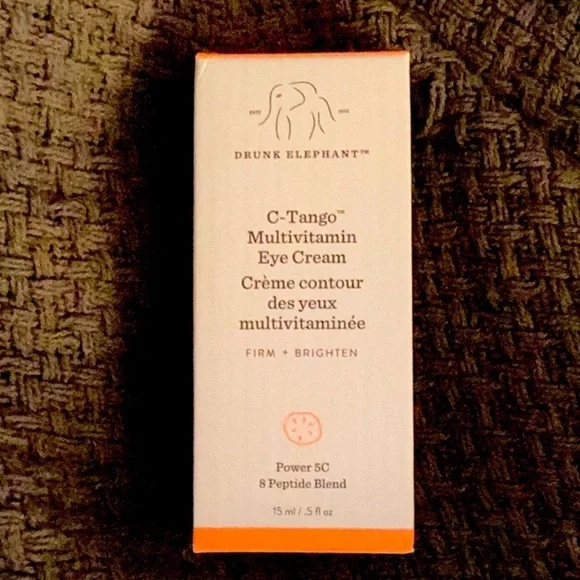 DRUNK ELEPHANT™
C-Tango™
Multivitamin
Eye Cream
Crème contour
des yeux
multivitaminée
FIRM + BRIGHTEN
Power 5C
8 Peptide Blend
15 ml / .5 fl oz